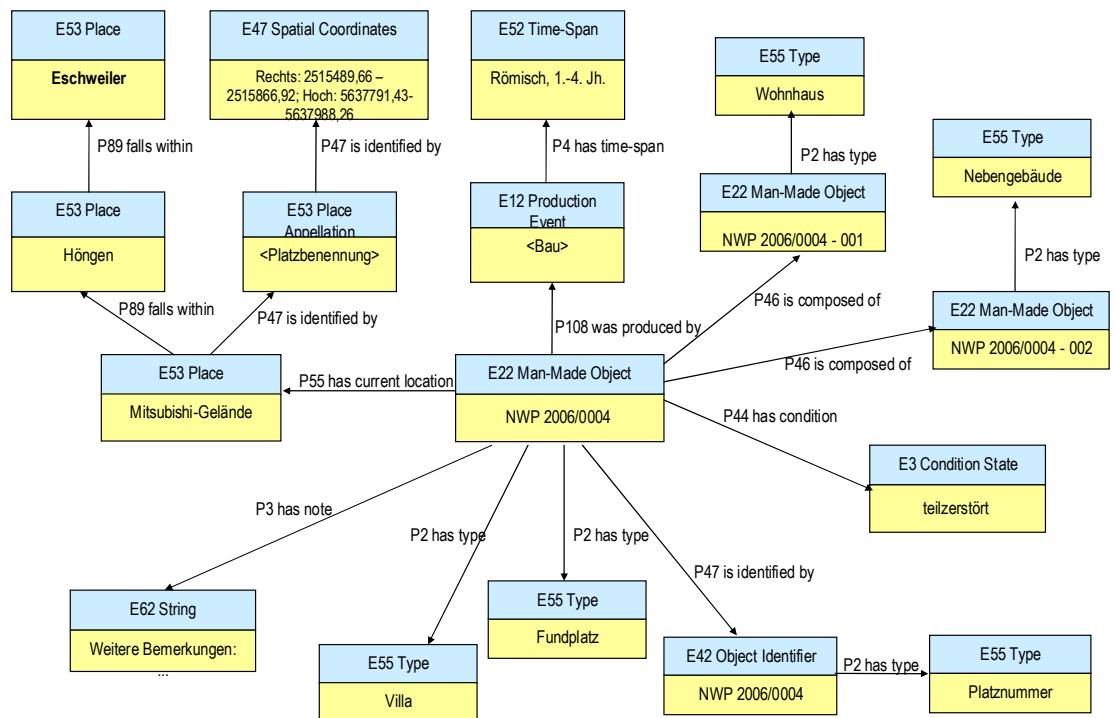 E53 Place
Eschweiler
E47 Spatial Coordinates
Rechts: 2515489,66 –
2515866,92; Hoch: 5637791,43-
5637988,26
E52 Time-Span
Römisch, 1.-4. Jh.
E55 Type
Wohnhaus
E55 Type
Nebengebäude
P89 falls within
P47 is identified by
P4 has time-span
P2 has type
P2 has type
E53 Place
Höngen
E53 Place
Appellation
<Platzbenennung>
E12 Production
Event
<Bau>
E22 Man-Made Object
NWP 2006/0004 - 001
E22 Man-Made Object
NWP 2006/0004 - 002
P89 falls within
P47 is identified by
P108 was produced by
P46 is composed of
P46 is composed of
E53 Place
Mitsubishi-Gelände
P55 has current location
E22 Man-Made Object
NWP 2006/0004
P44 has condition
E3 Condition State
teilzerstört
P3 has note
P2 has type
P2 has type
P47 is identified by
E62 String
Weitere Bemerkungen:
...
E55 Type
Villa
E55 Type
Fundplatz
E42 Object Identifier
NWP 2006/0004
P2 has type
E55 Type
Platznummer